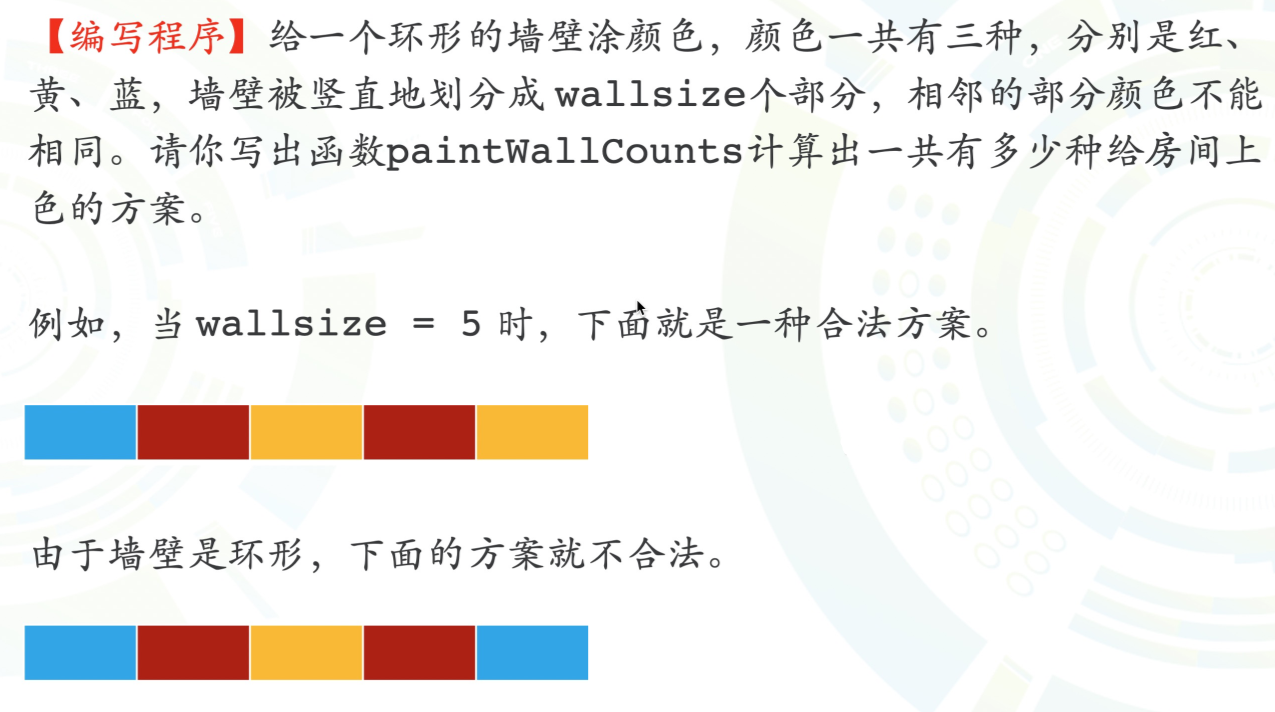 【编写程序】给一个环形的墙壁涂颜色，颜色一共有三种，分别是红、
黄、蓝，墙壁被竖直地划分成wallsize个部分，相邻的部分颜色不能
相同。请你写出函数paintWallCounts计算出一共有多少种给房间上
色的方案。
例如，当 wallsize = 5 时，下面就是一种合法方案。
由于墙壁是环形，下面的方案就不合法。